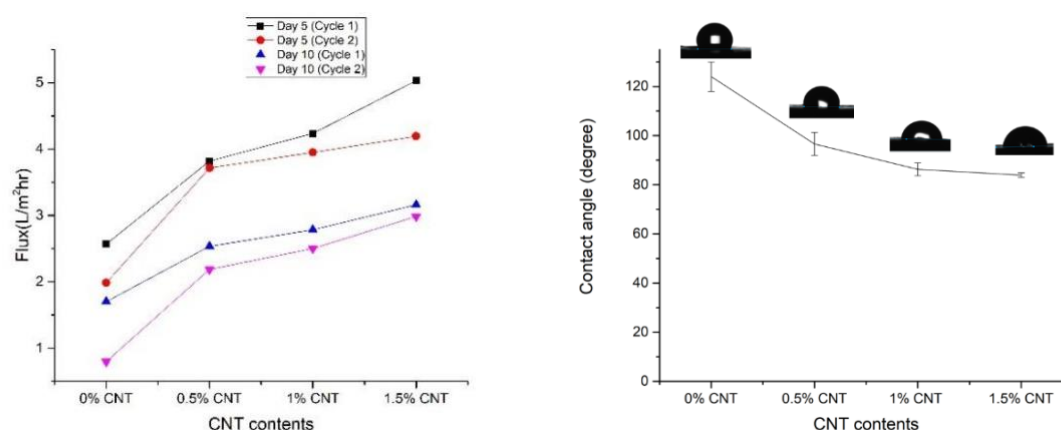 Day 5 (Cycle 1)
Day 5 (Cycle 2)
Day 10 (Cycle 1)
Day 10 (Cycle 2)
5
4
3
2
1
Flux(L/m²hr)
0% CNT 0.5% CNT 1% CNT 1.5% CNT
CNT contents
120
100
80
60
40
20
0
Contact angle (degree)
0% CNT 0.5% CNT 1% CNT 1.5% CNT
CNT contents